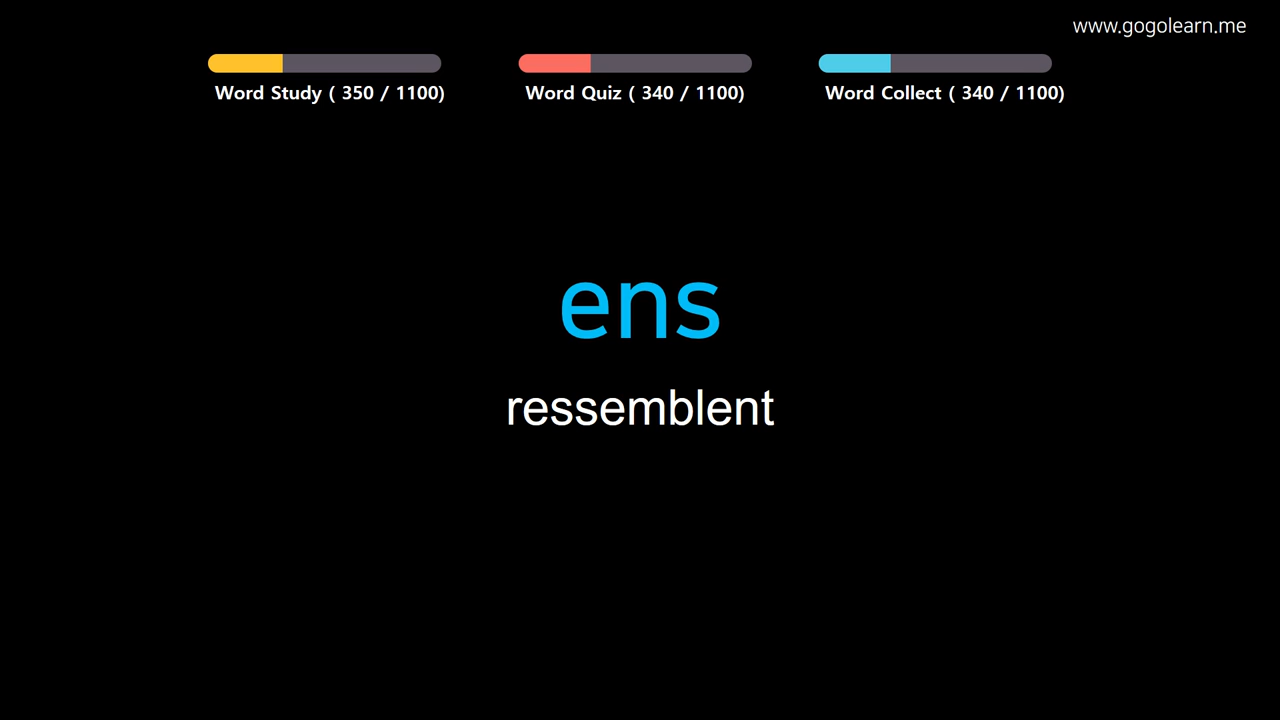 www.gogolearn.me
Word Study ( 350 / 1100)
Word Quiz ( 340 / 1100)
Word Collect ( 340 / 1100)
ens
ressemblent